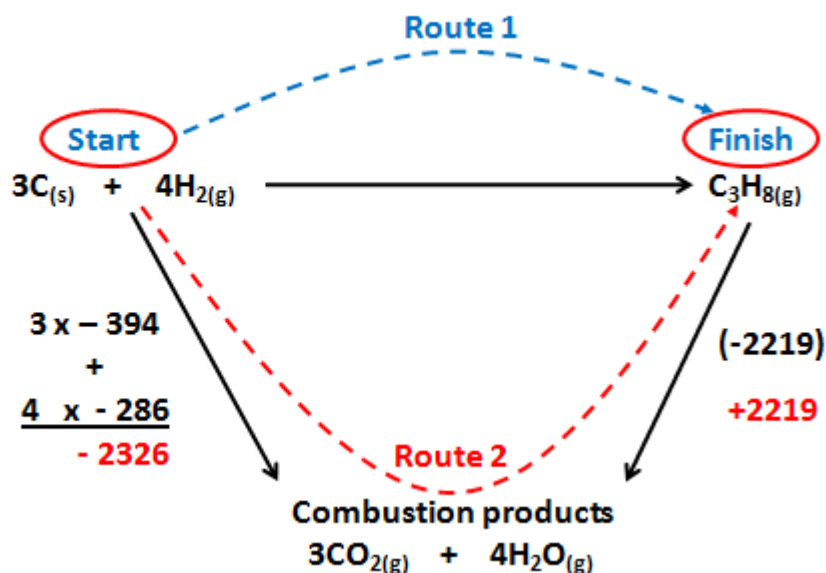 Route 1
Start Finish
3C(s) + 4H2(g) C3H8(g)
3 x – 394
+
4 x - 286
- 2326
(-2219)
+2219
Route 2
Combustion products
3CO2(g) + 4H2O(g)